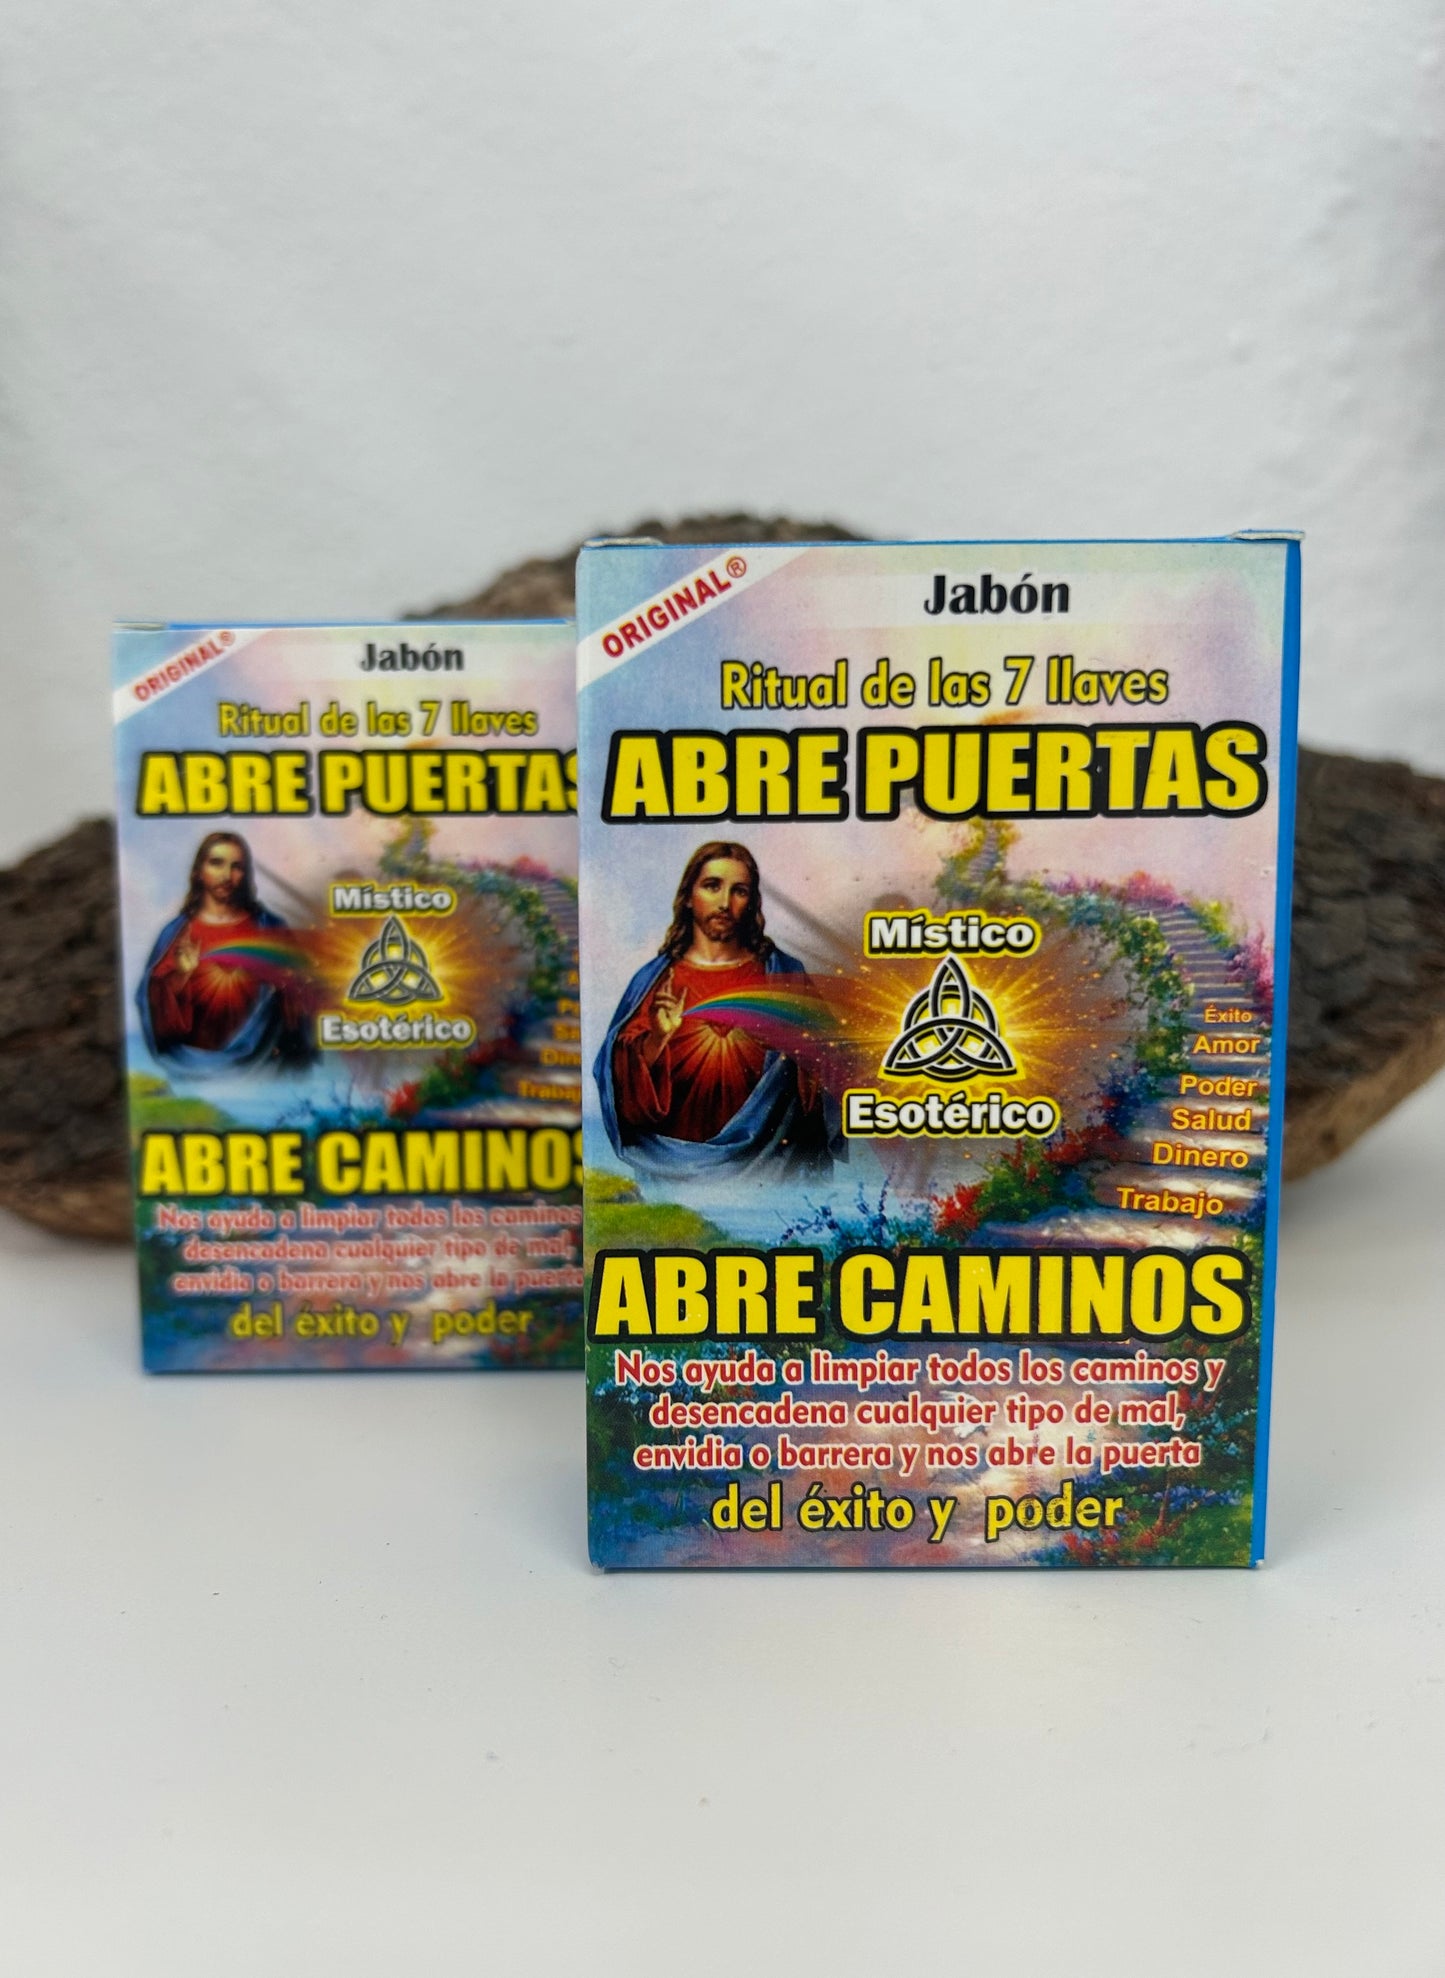 ORIGINAL®
Jabón
Ritual de las 7 llaves
ABRE PUERTAS
Místico
Esotérico
Éxito
Amor
Poder
Salud
Dinero
Trabajo
ABRE CAMINOS
Nos ayuda a limpiar todos los caminos y
desencadena cualquier tipo de mal,
envidia o barrera y nos abre la puerta
del éxito y poder
ORIGINAL®
Jabón
Ritual de las 7 llaves
ABRE PUERTAS
Místico
Esotérico
Trabajo
ABRE CAMINOS
Nos ayuda a limpiar todos los caminos
desencadena cualquier tipo de mal,
envidia o barrera y nos abre la puerta
del éxito y poder